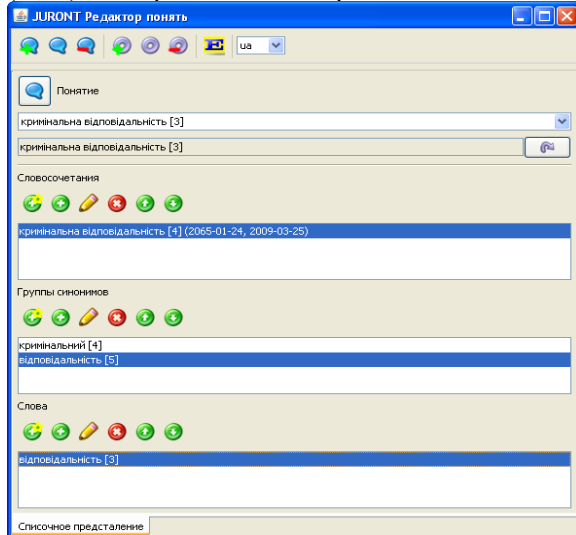 JURONT Редактор понять
E ua
Понятие
кримінальна відповідальність [3]
кримінальна відповідальність [3]
Словосочетания
кримінальна відповідальність [4] (2065-01-24, 2009-03-25)
Группы синонимов
кримінальний [4]
відповідальність [5]
Слова
відповідальність [3]
Списочное предсталение